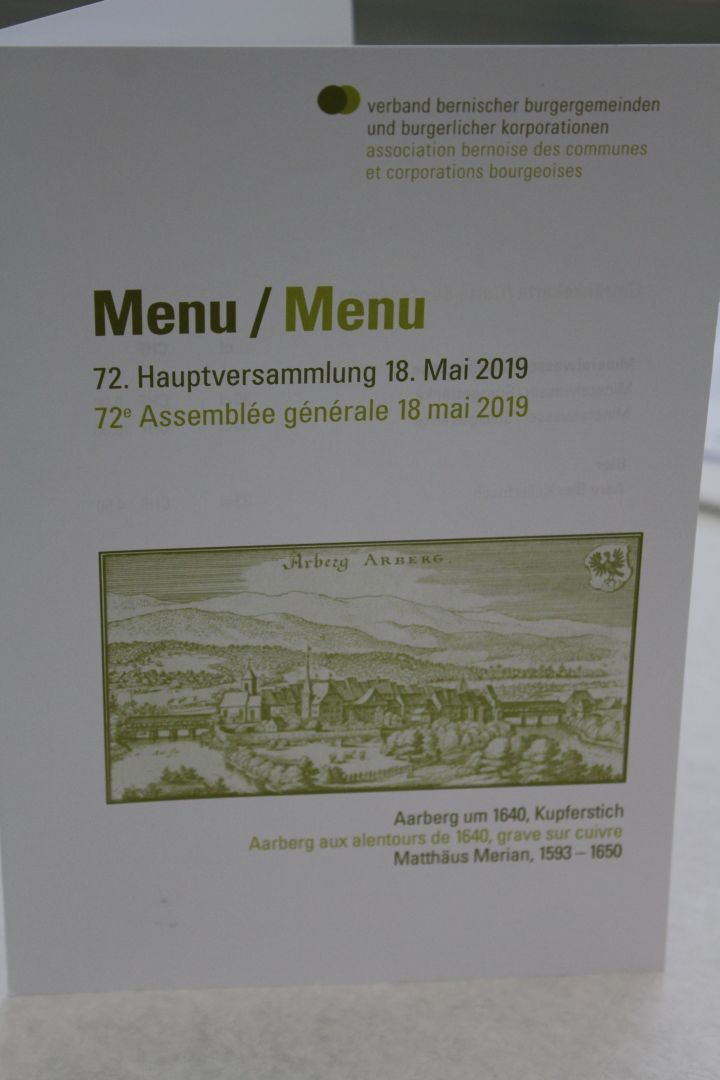 verband bernischer burgergemeinden
und burgerlicher korporationen
association bernoise des communes
et corporations bourgeoises
Menu / Menu
72. Hauptversammlung 18. Mai 2019
72e Assemblée générale 18 mai 2019
Arberg ARBERG.
Aarberg um 1640, Kupferstich
Aarberg aux alentours de 1640, grave sur cuivre
Matthäus Merian, 1593 – 1650